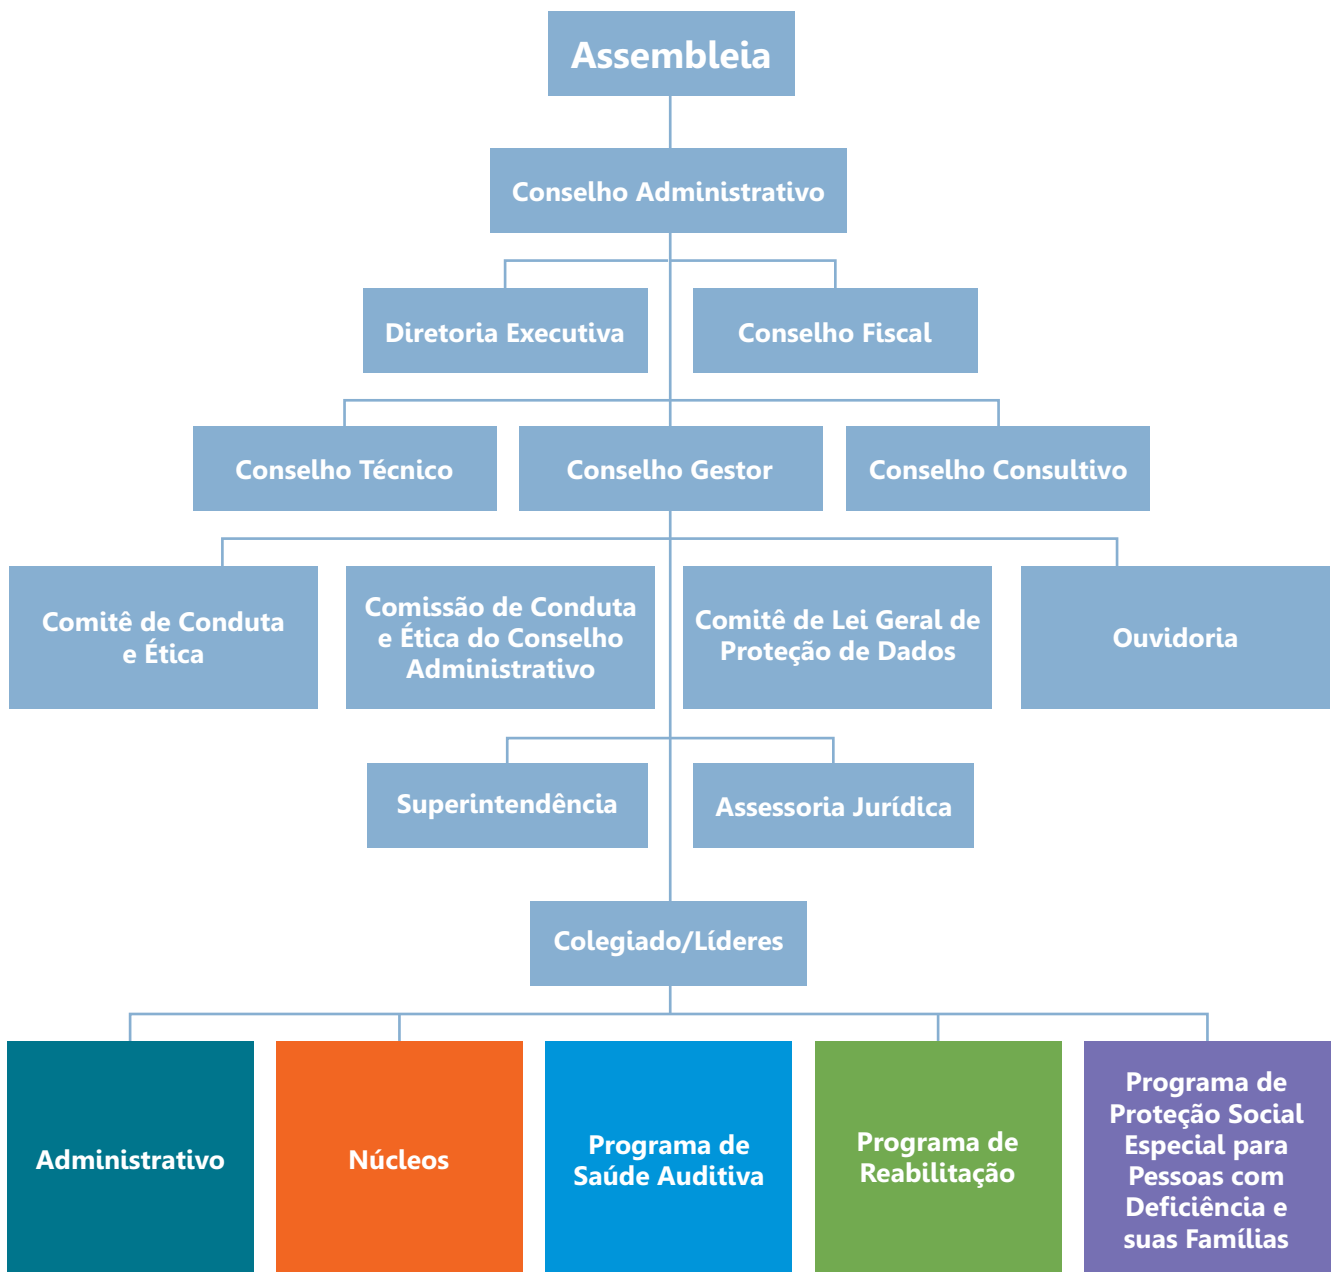 Assembleia
Conselho Administrativo
Diretoria Executiva
Conselho Fiscal
Conselho Técnico
Conselho Gestor
Conselho Consultivo
Comitê de Conduta
e Ética
Comissão de Conduta
e Ética do Conselho
Administrativo
Comitê de Lei Geral de
Proteção de Dados
Ouvidoria
Superintendência
Assessoria Jurídica
Colegiado/Líderes
Administrativo
Núcleos
Programa de
Saúde Auditiva
Programa de
Reabilitação
Programa de
Proteção Social
Especial para
Pessoas com
Deficiência e
suas Famílias